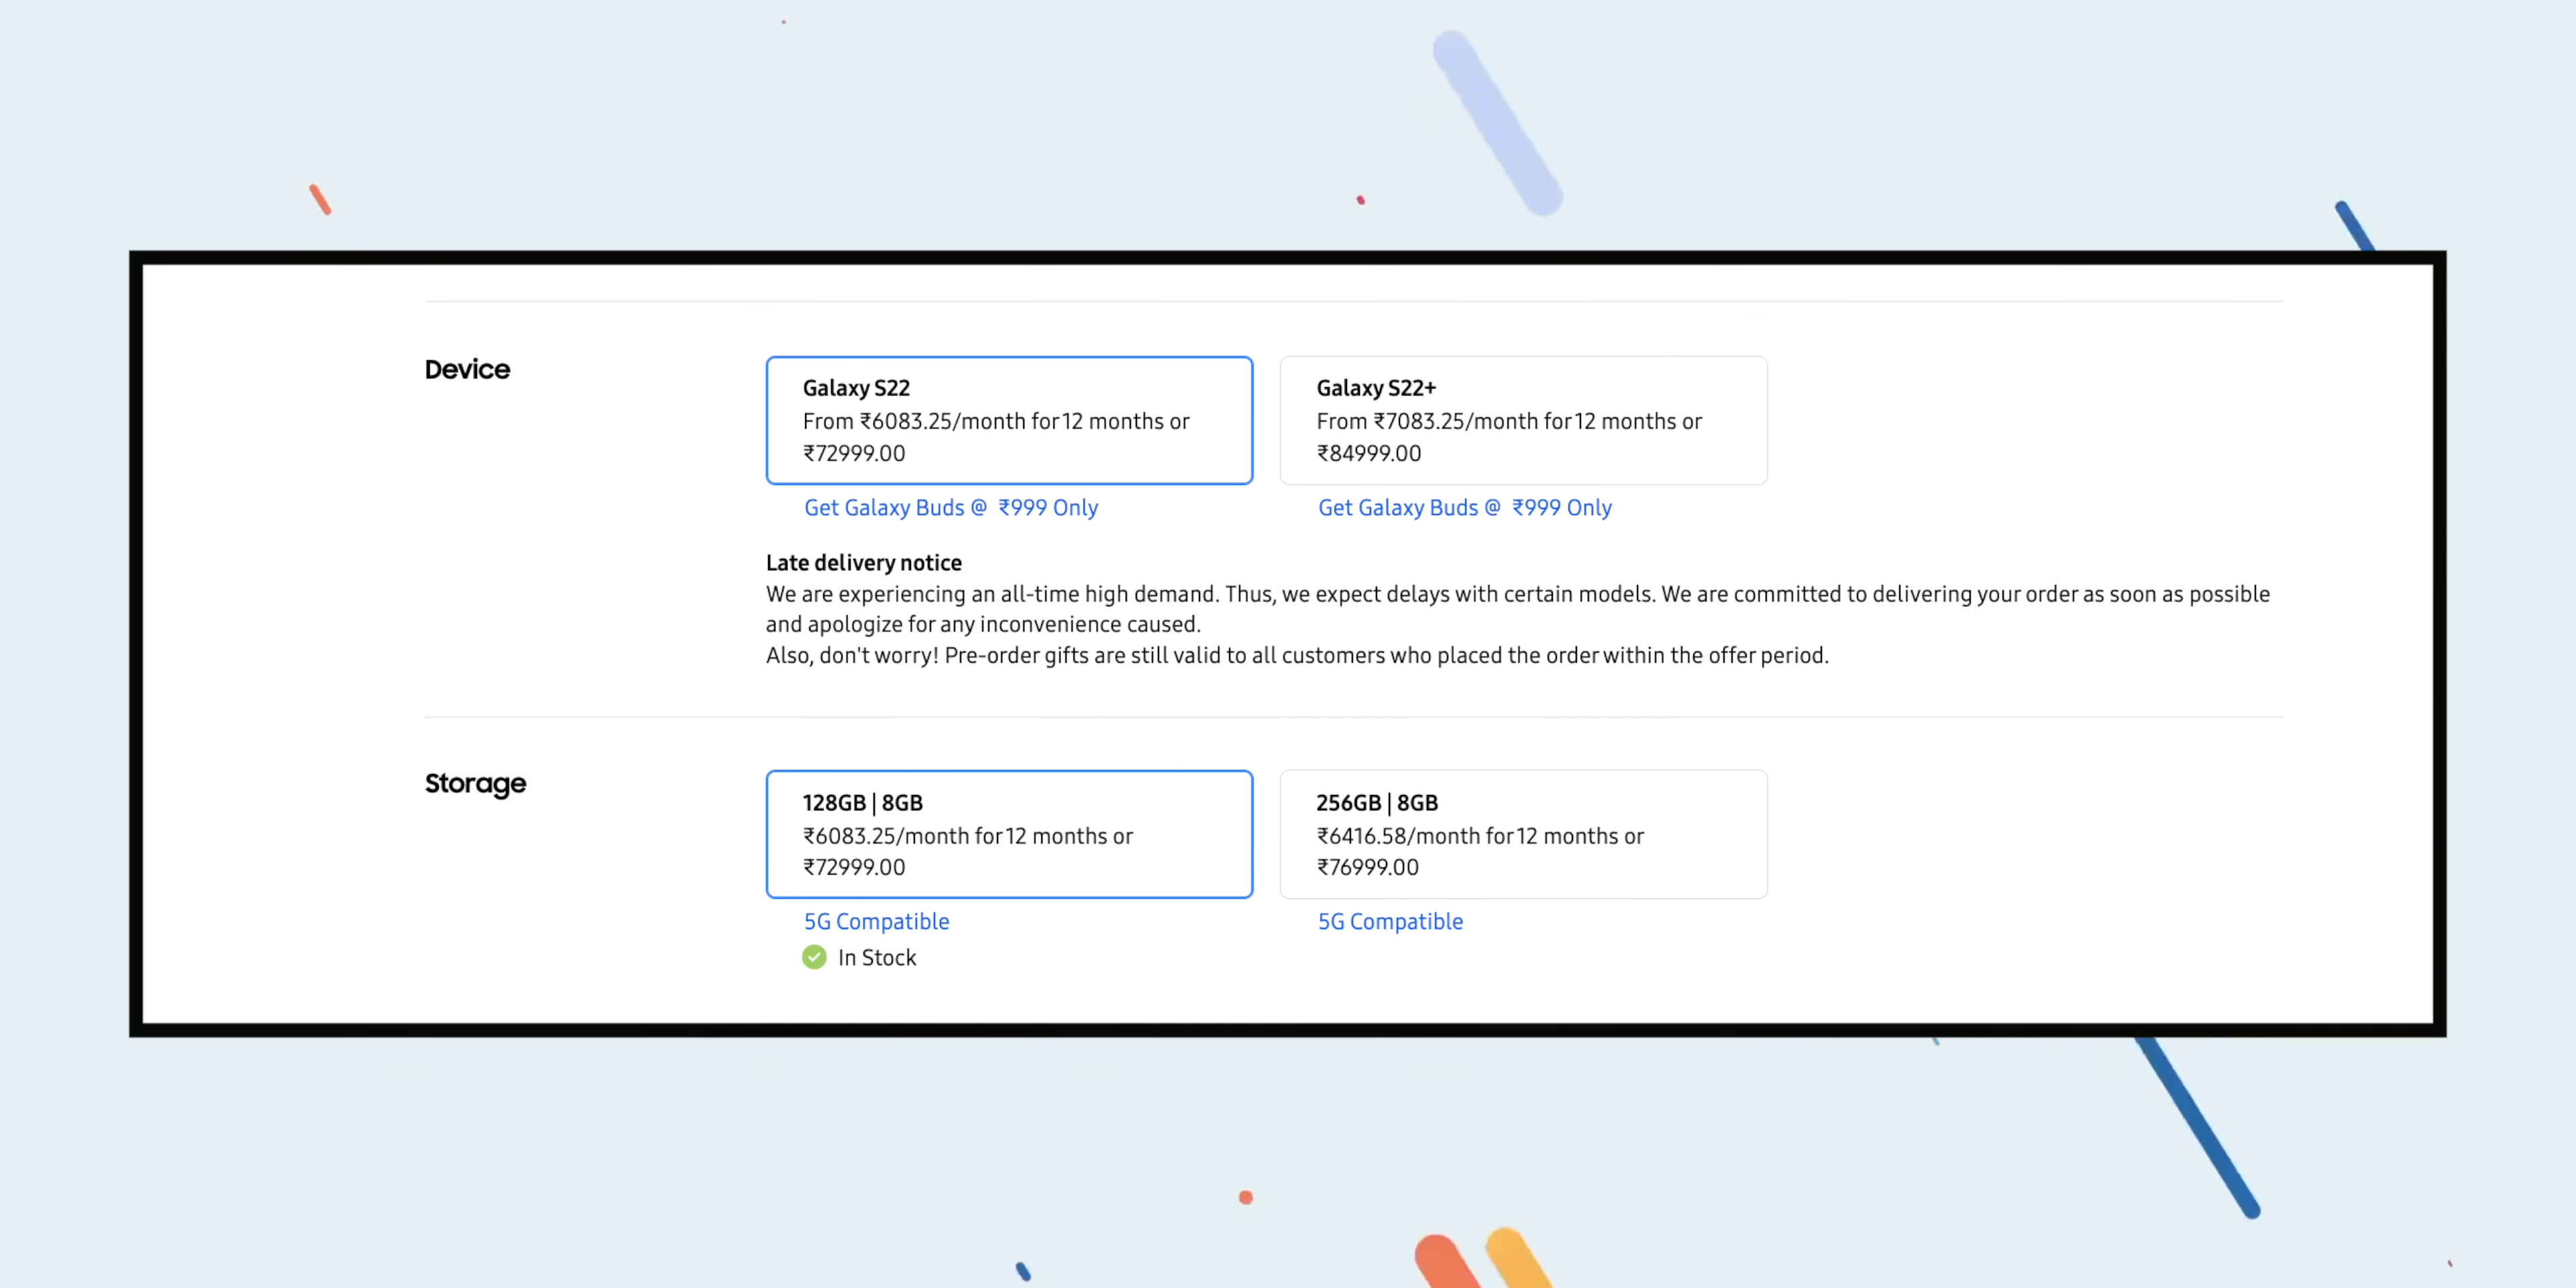 Device
Galaxy S22
From ₹6083.25/month for 12 months or
₹72999.00
Get Galaxy Buds @ ₹999 Only
Galaxy S22+
From ₹7083.25/month for 12 months or
₹84999.00
Get Galaxy Buds @ ₹999 Only
Late delivery notice
We are experiencing an all-time high demand. Thus, we expect delays with certain models. We are committed to delivering your order as soon as possible
and apologize for any inconvenience caused.
Also, don't worry! Pre-order gifts are still valid to all customers who placed the order within the offer period.
Storage
128GB | 8GB
₹6083.25/month for 12 months or
₹72999.00
5G Compatible
In Stock
256GB | 8GB
₹6416.58/month for 12 months or
₹76999.00
5G Compatible